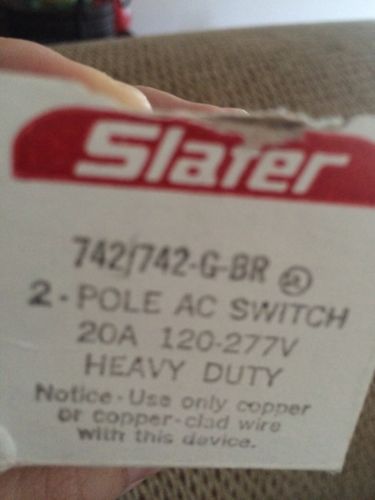 Slater
742/742-G-BR
2-POLE AC SWITCH
20A 120-277V
HEAVY DUTY
Notice-Use only copper
or copper-clad wire
with this device.